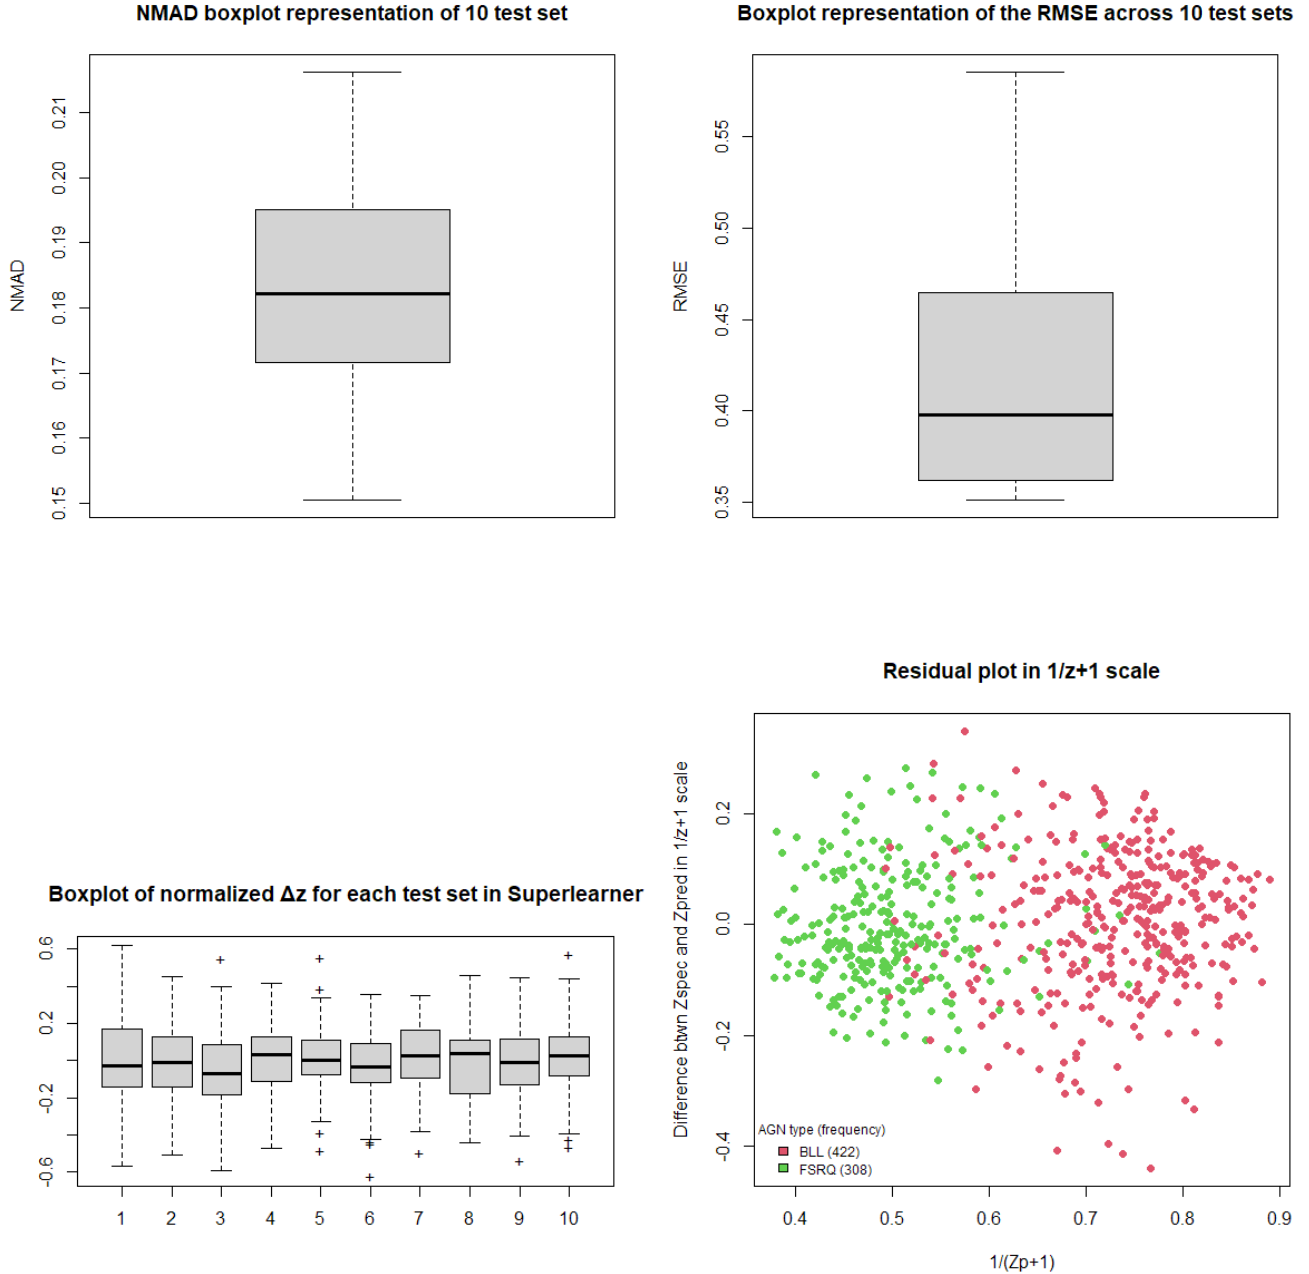 NMAD boxplot representation of 10 test set
0.21
0.20
0.19
0.18
0.17
0.16
0.15
NMAD
Boxplot representation of the RMSE across 10 test sets
0.55
0.50
0.45
0.40
0.35
RMSE
Boxplot of normalized Δz for each test set in Superlearner
0.6
0.2
-0.2
-0.6
1 2 3 4 5 6 7 8 9 10
Residual plot in 1/z+1 scale
Difference btwn Zspec and Zpred in 1/z+1 scale
0.2
0.0
-0.2
-0.4
AGN type (frequency)
BLL (422)
FSRQ (308)
0.4 0.5 0.6 0.7 0.8 0.9
1/(Zp+1)